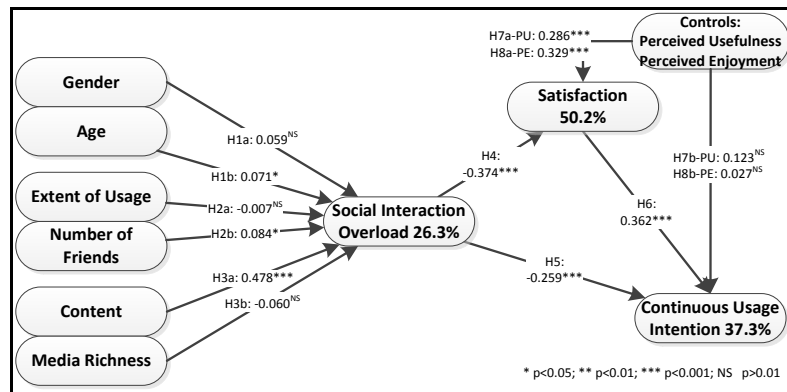 Controls:
Perceived Usefulness
Perceived Enjoyment
H7a-PU: 0.286***
H8a-PE: 0.329***
Gender
Satisfaction
50.2%
Age
H1a: 0.059NS
H4:
-0.374***
H7b-PU: 0.123NS
H8b-PE: 0.027NS
H1b: 0.071*
Extent of Usage
H2a: -0.007NS
Social Interaction
Overload 26.3%
H6:
0.362***
Number of
Friends
H2b: 0.084*
H5:
-0.259***
H3a: 0.478***
Content
H3b: -0.060NS
Continuous Usage
Intention 37.3%
Media Richness
* p<0.05; ** p<0.01; *** p<0.001; NS p>0.01